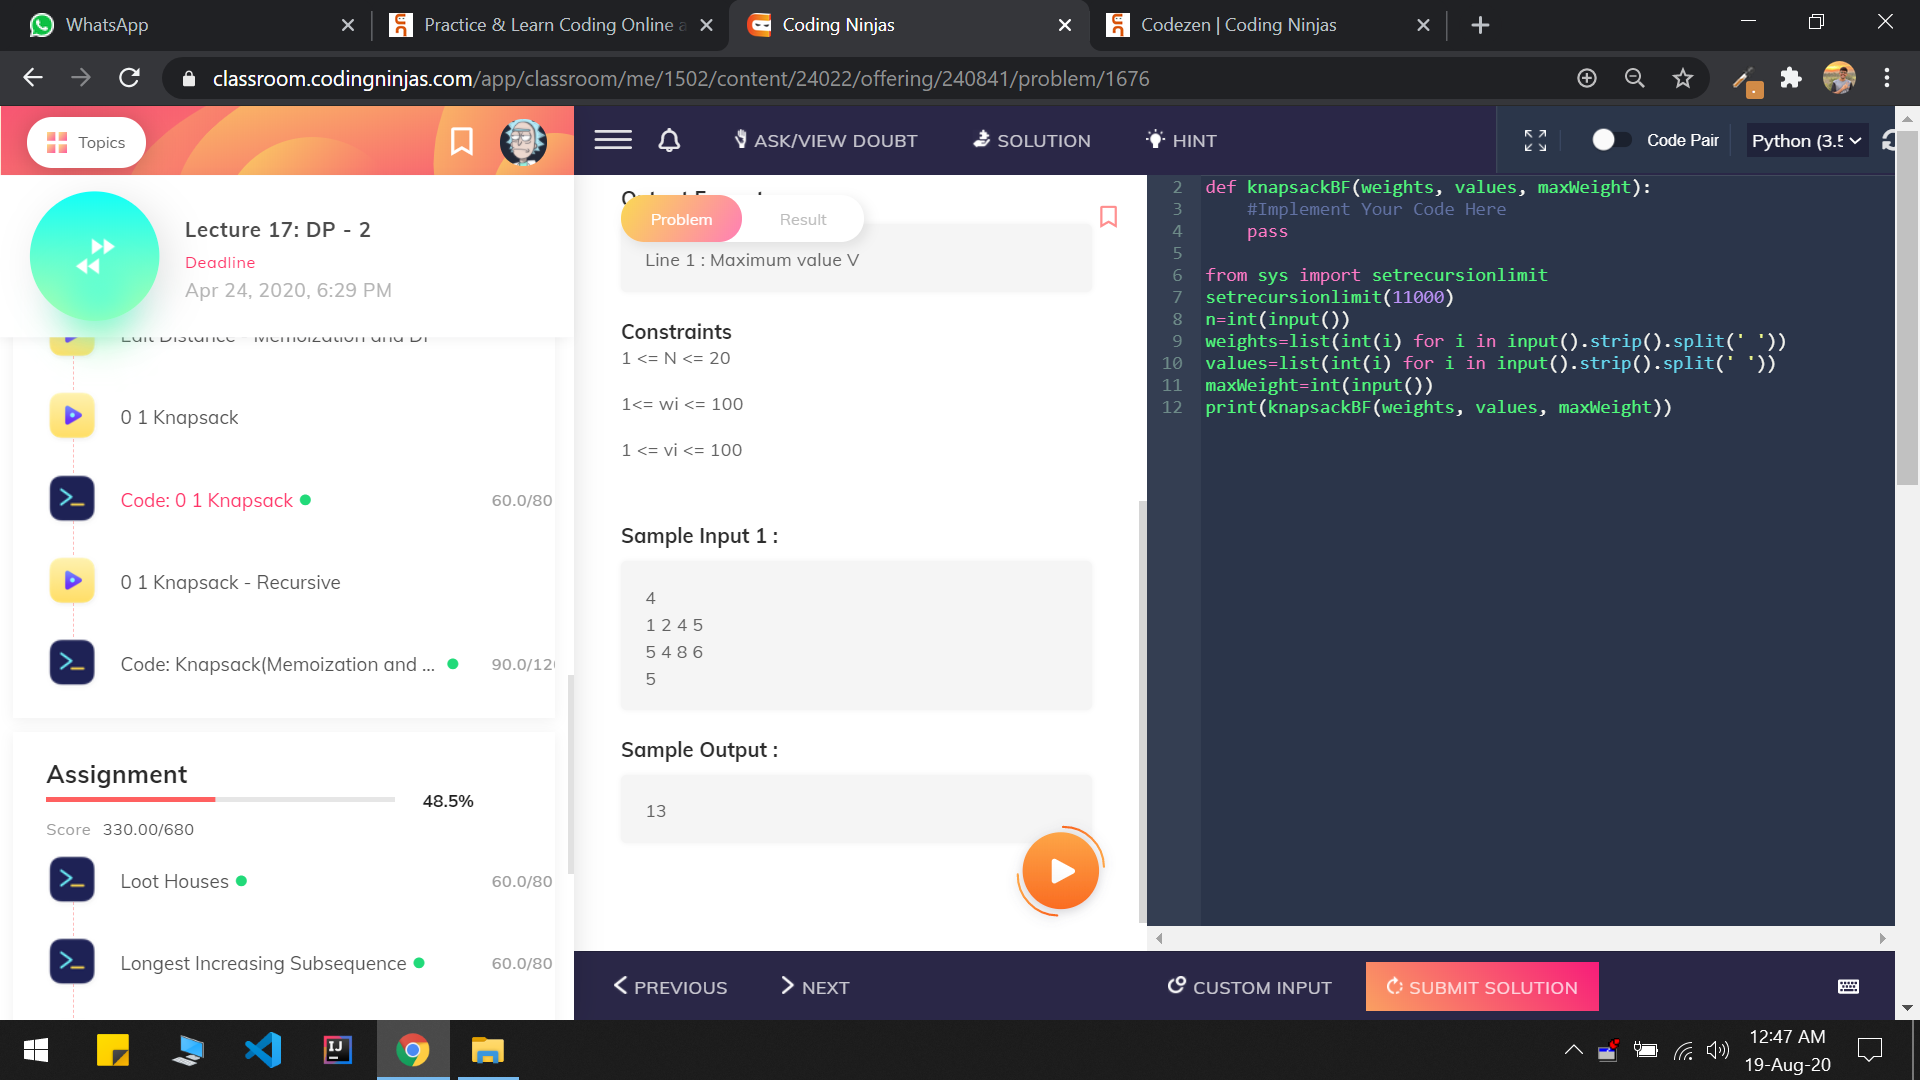 WhatsApp
Practice & Learn Coding Online a
Coding Ninjas
Codezen | Coding Ninjas
classroom.codingninjas.com/app/classroom/me/1502/content/24022/offering/240841/problem/1676
Topics
ASK/VIEW DOUBT
SOLUTION
HINT
Code Pair
Python (3.5
Lecture 17: DP - 2
Deadline
Apr 24, 2020, 6:29 PM
Edit Distance - Memoization and DP
0 1 Knapsack
Code: 0 1 Knapsack
60.0/80
0 1 Knapsack - Recursive
Code: Knapsack(Memoization and ...
90.0/120
Assignment
48.5%
Score 330.00/680
Loot Houses
60.0/80
Longest Increasing Subsequence
60.0/80
Output Format
Problem
Result
Line 1 : Maximum value V
Constraints
1 <= N <= 20
1<= wi <= 100
1 <= vi <= 100
Sample Input 1 :
4
1 2 4 5
5 4 8 6
5
Sample Output :
13
2 def knapsackBF(weights, values, maxWeight):
3 #Implement Your Code Here
4 pass
5
6 from sys import setrecursionlimit
7 setrecursionlimit(11000)
8 n=int(input())
9 weights=list(int(i) for i in input().strip().split(' '))
10 values=list(int(i) for i in input().strip().split(' '))
11 maxWeight=int(input())
12 print(knapsackBF(weights, values, maxWeight))
PREVIOUS
NEXT
CUSTOM INPUT
SUBMIT SOLUTION
IJ
12:47 AM
19-Aug-20